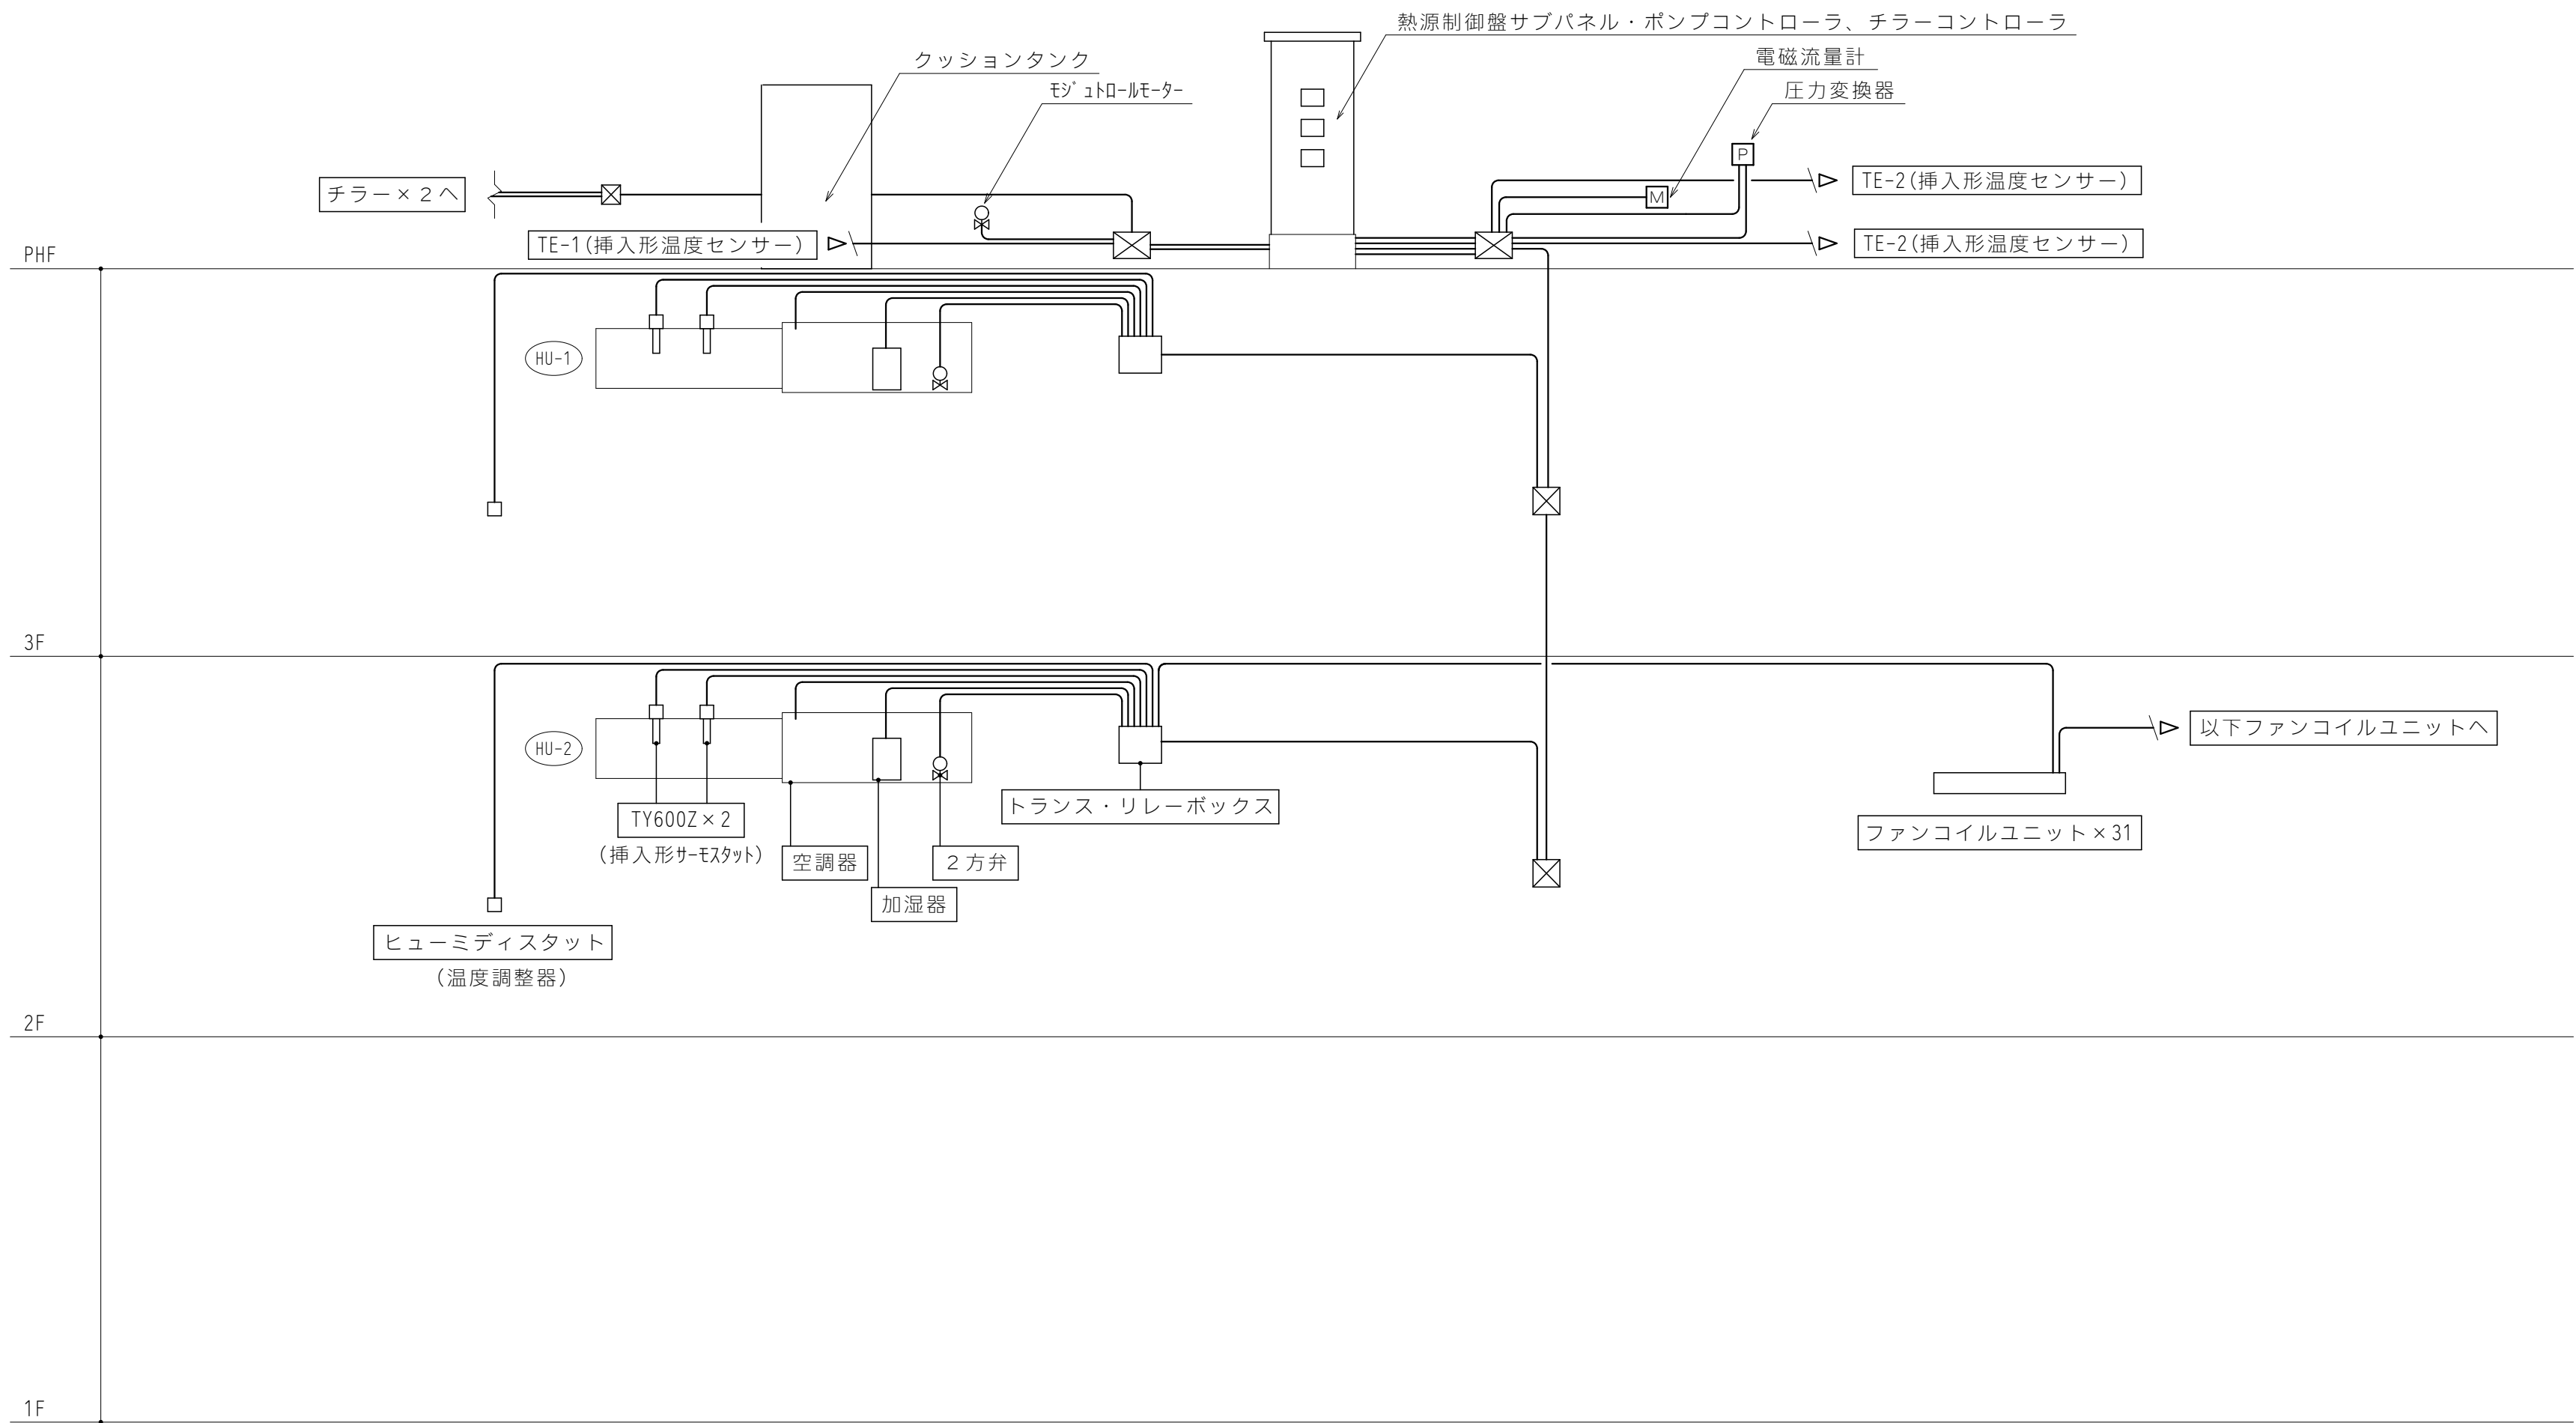 熱源制御盤サブパネル・ポンプコントローラ、チラーコントローラ
クッションタンク
電磁流量計
ﾓｼﾞｭﾄﾛｰﾙﾓｰﾀｰ
圧力変換器
P
チラー×２へ
M
TE-2(挿入形温度センサー)
TE-1(挿入形温度センサー)
TE-2(挿入形温度センサー)
PHF
HU-1
3F
HU-2
以下ファンコイルユニットへ
トランス・リレーボックス
TY600Z×2
(挿入形ｻｰﾓｽﾀｯﾄ)
ファンコイルユニット×31
空調器
２方弁
加湿器
ヒューミディスタット
(温度調整器)
2F
1F